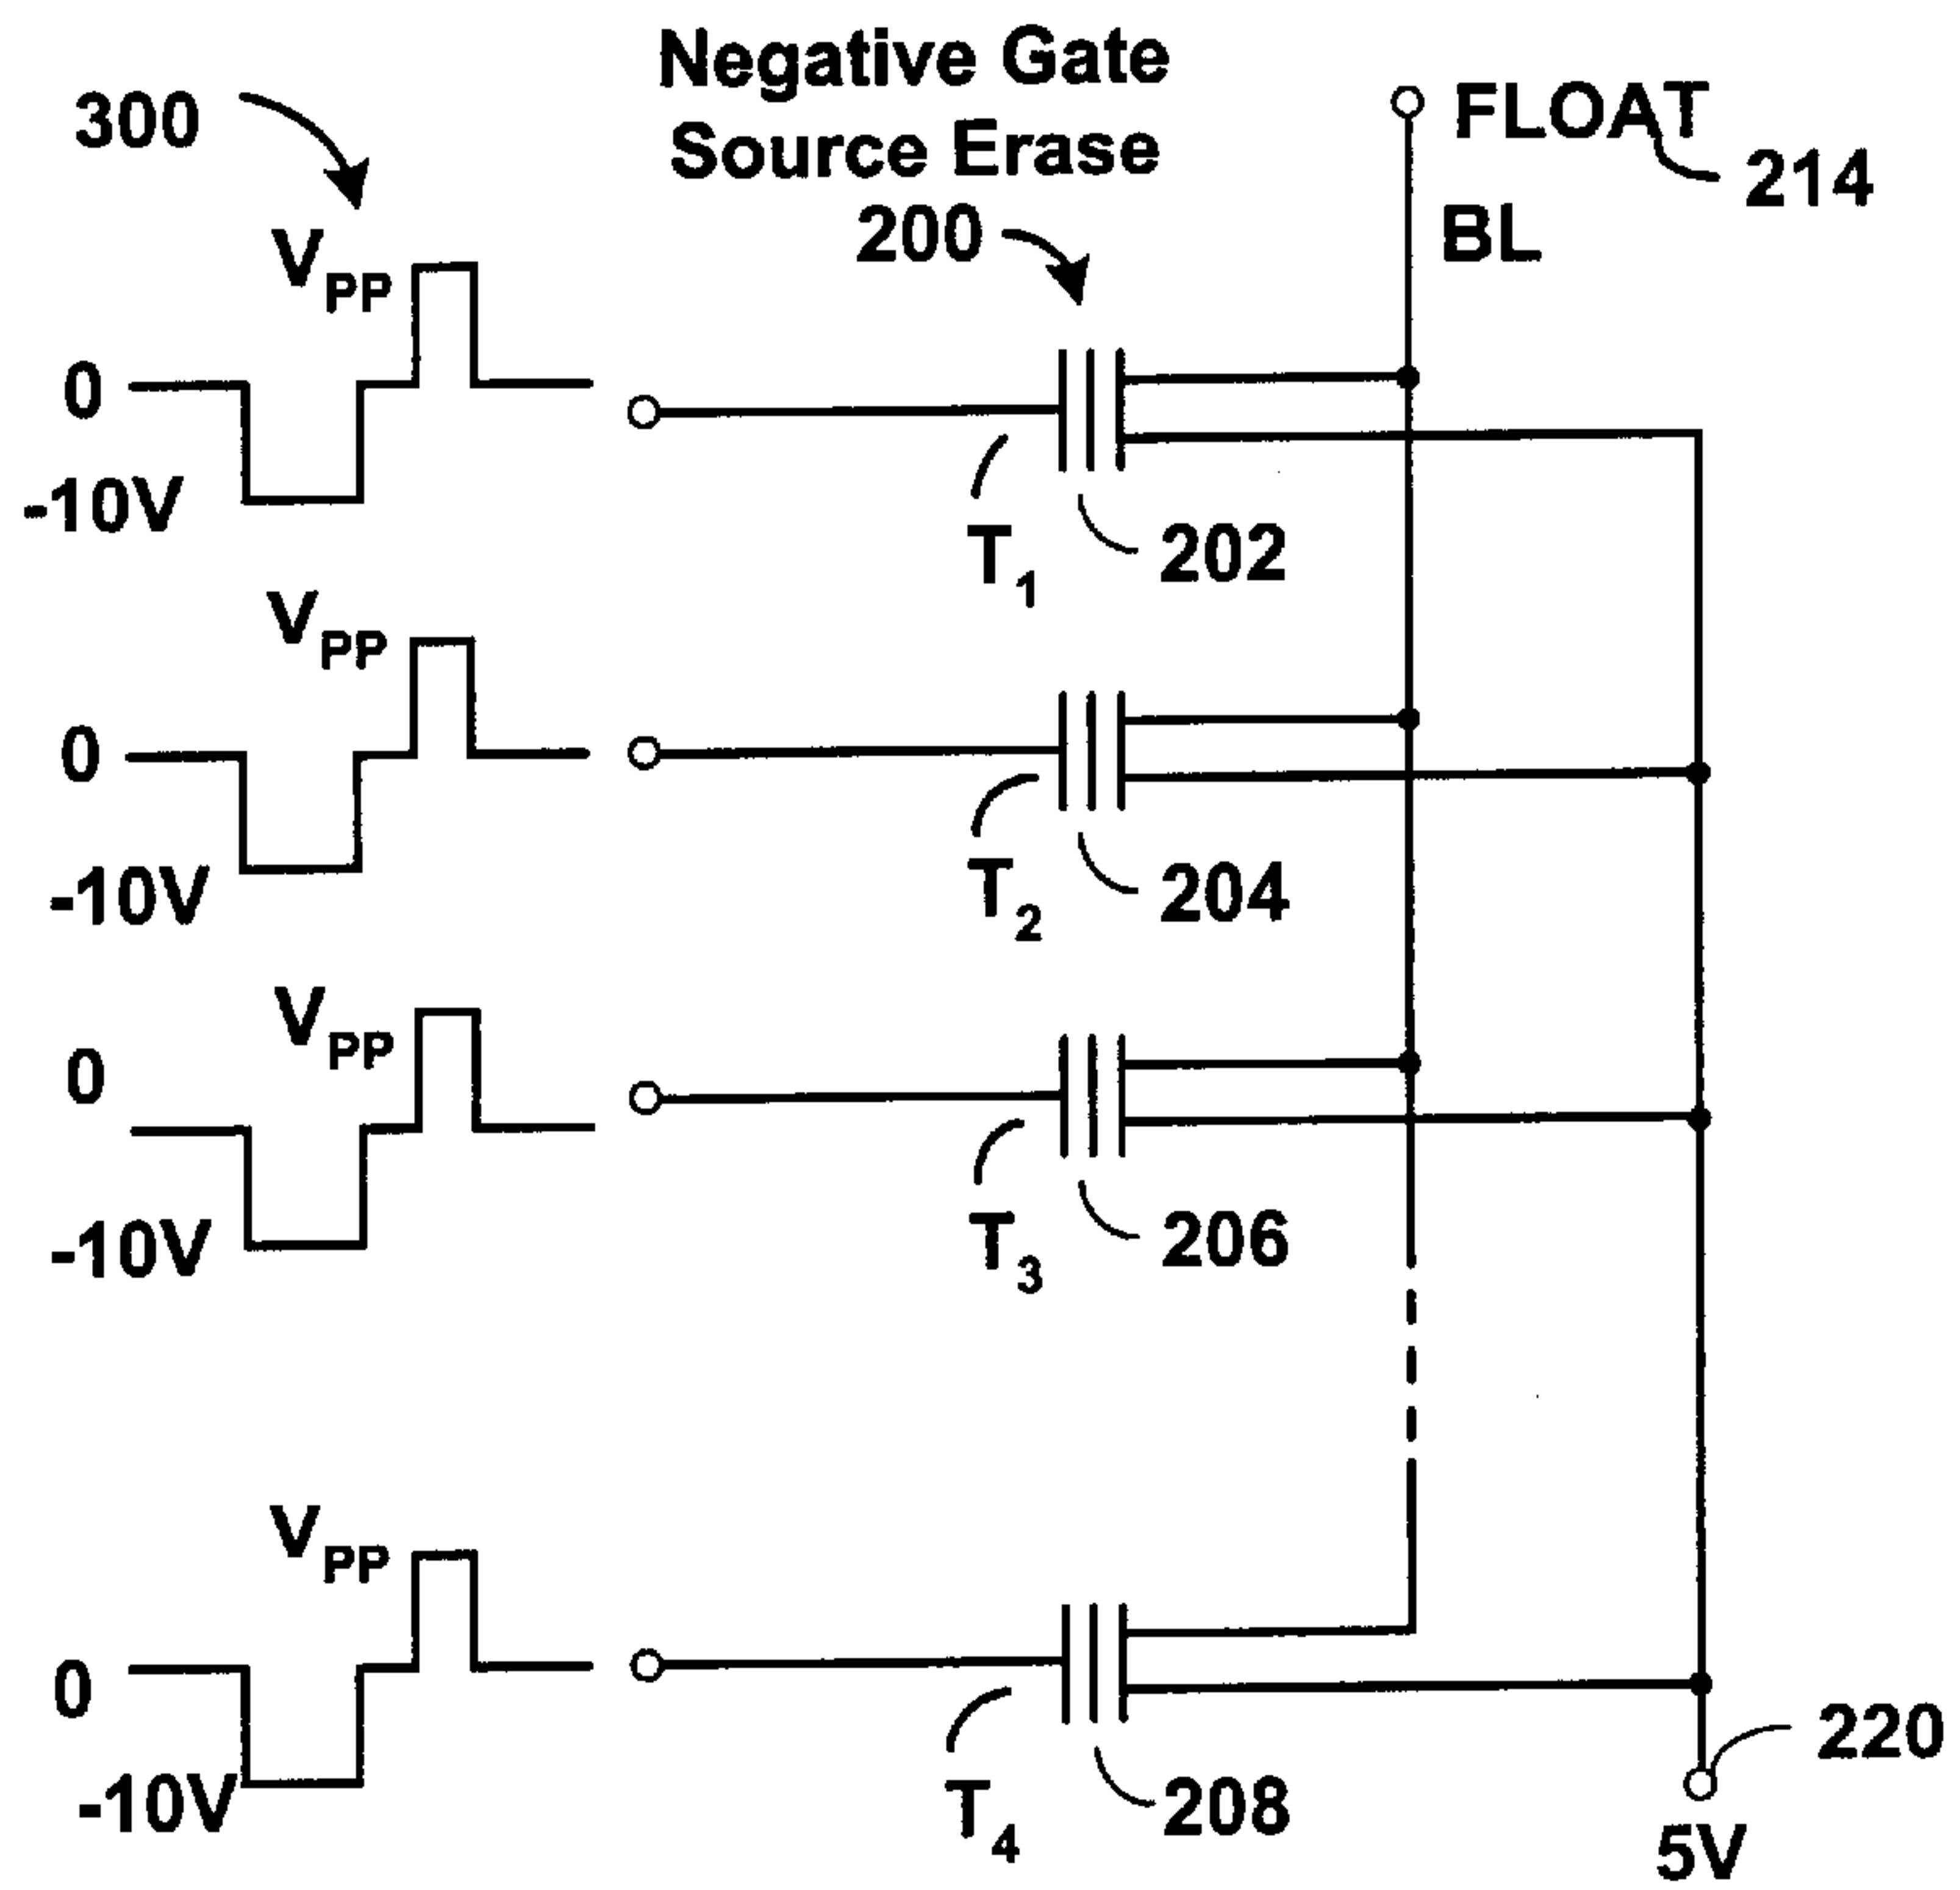 Negative Gate
Source Erase
300
FLOAT
214
200
BL
VPP
0
-10V
T1
202
VPP
0
-10V
T2
204
VPP
0
-10V
T3
206
VPP
0
-10V
T4
208
220
5V